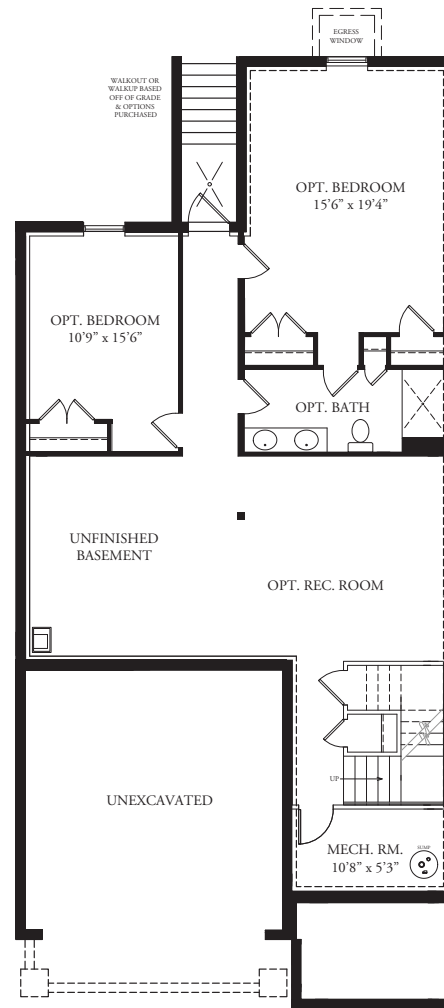 EGRESS
WINDOW
WALKOUT OR
WALKUP BASED
OFF OF GRADE
& OPTIONS
PURCHASED
OPT. BEDROOM
15'6" x 19'4"
OPT. BEDROOM
10'9" x 15'6"
OPT. BATH
UNFINISHED
BASEMENT
OPT. REC. ROOM
UP
UNEXCAVATED
MECH. RM.
10'8" x 5'3"
SUMP